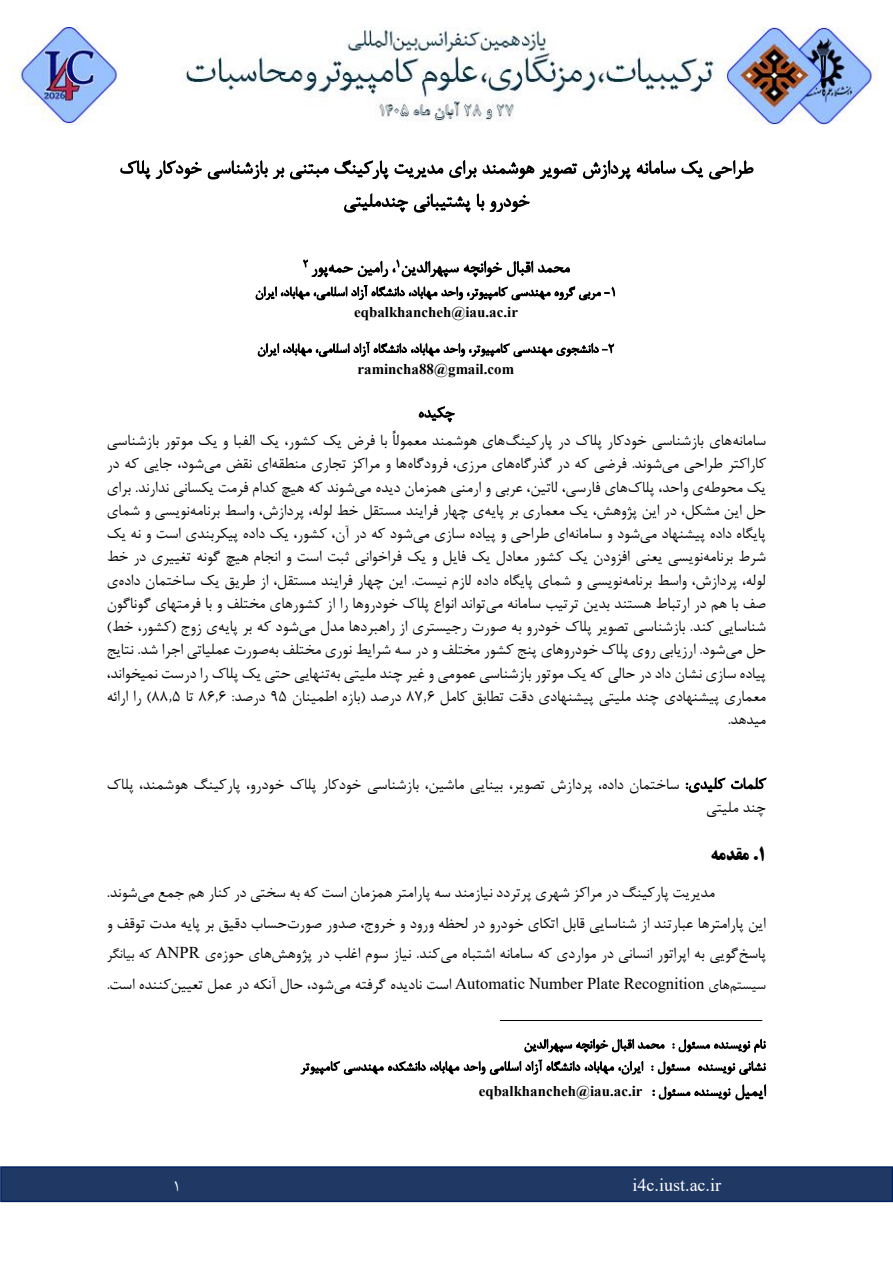 یازدهمین کنفرانس بین‌المللی
ترکیبیات، رمزنگاری، علوم کامپیوتر و محاسبات
۲۷ و ۲۸ آبان ماه ۱۴۰۵
I4C
2026
دانشگاه علم و صنعت
طراحی یک سامانه پردازش تصویر هوشمند برای مدیریت پارکینگ مبتنی بر بازشناسی خودکار پلاک
خودرو با پشتیبانی چندملیتی
محمد اقبال خوانچه سپهرالدین۱، رامین حمه‌پور ۲
۱- مربی گروه مهندسی کامپیوتر، واحد مهاباد، دانشگاه آزاد اسلامی، مهاباد، ایران
eqbalkhancheh@iau.ac.ir
۲- دانشجوی مهندسی کامپیوتر، واحد مهاباد، دانشگاه آزاد اسلامی، مهاباد، ایران
ramincha88@gmail.com
چکیده
سامانه‌های بازشناسی خودکار پلاک در پارکینگ‌های هوشمند معمولاً با فرض یک کشور، یک الفبا و یک موتور بازشناسی
کاراکتر طراحی می‌شوند. فرضی که در گذرگاه‌های مرزی، فرودگاه‌ها و مراکز تجاری منطقه‌ای نقض می‌شود، جایی که در
یک محوطه‌ی واحد، پلاک‌های فارسی، لاتین، عربی و ارمنی همزمان دیده می‌شوند که هیچ کدام فرمت یکسانی ندارند. برای
حل این مشکل، در این پژوهش، یک معماری بر پایه‌ی چهار فرایند مستقل خط لوله، پردازش، واسط برنامه‌نویسی و شمای
پایگاه داده پیشنهاد می‌شود و سامانه‌ای طراحی و پیاده سازی می‌شود که در آن، کشور، یک داده پیکربندی است و نه یک
شرط برنامه‌نویسی یعنی افزودن یک کشور معادل یک فایل و یک فراخوانی ثبت است و انجام هیچ گونه تغییری در خط
لوله، پردازش، واسط برنامه‌نویسی و شمای پایگاه داده لازم نیست. این چهار فرایند مستقل، از طریق یک ساختمان داده‌ی
صف با هم در ارتباط هستند بدین ترتیب سامانه می‌تواند انواع پلاک خودروها را از کشورهای مختلف و با فرمتهای گوناگون
شناسایی کند. بازشناسی تصویر پلاک خودرو به صورت رجیستری از راهبردها مدل می‌شود که بر پایه‌ی زوج (کشور، خط)
حل می‌شود. ارزیابی روی پلاک خودروهای پنج کشور مختلف و در سه شرایط نوری مختلف به‌صورت عملیاتی اجرا شد. نتایج
پیاده سازی نشان داد در حالی که یک موتور بازشناسی عمومی و غیر چند ملیتی به‌تنهایی حتی یک پلاک را درست نمیخواند،
معماری پیشنهادی چند ملیتی پیشنهادی دقت تطابق کامل ۸۷٫۶ درصد (بازه اطمینان ۹۵ درصد: ۸۶٫۶ تا ۸۸٫۵) را ارائه
میدهد.
کلمات کلیدی: ساختمان داده، پردازش تصویر، بینایی ماشین، بازشناسی خودکار پلاک خودرو، پارکینگ هوشمند، پلاک
چند ملیتی
۱. مقدمه
مدیریت پارکینگ در مراکز شهری پرتردد نیازمند سه پارامتر همزمان است که به سختی در کنار هم جمع می‌شوند.
این پارامترها عبارتند از شناسایی قابل اتکای خودرو در لحظه ورود و خروج، صدور صورت‌حساب دقیق بر پایه مدت توقف و
پاسخ‌گویی به اپراتور انسانی در مواردی که سامانه اشتباه می‌کند. نیاز سوم اغلب در پژوهش‌های حوزه‌ی ANPR که بیانگر
سیستم‌های Automatic Number Plate Recognition است نادیده گرفته می‌شود، حال آنکه در عمل تعیین‌کننده است.
نام نویسنده مسئول : محمد اقبال خوانچه سپهرالدین
نشانی نویسنده مسئول : ایران، مهاباد، دانشگاه آزاد اسلامی واحد مهاباد، دانشکده مهندسی کامپیوتر
ایمیل نویسنده مسئول : eqbalkhancheh@iau.ac.ir
i4c.iust.ac.ir
۱